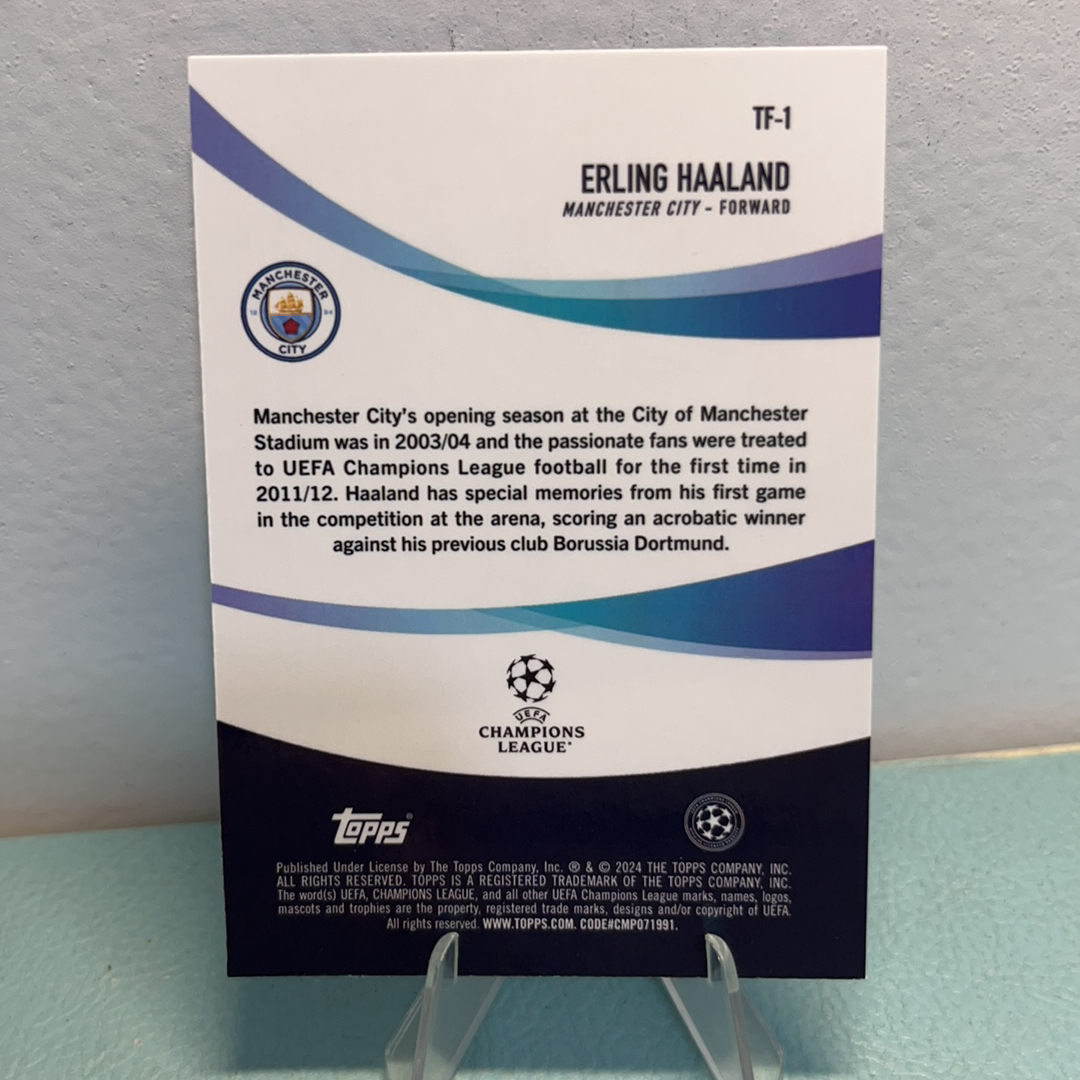 TF-1
ERLING HAALAND
MANCHESTER CITY - FORWARD
MANCHESTER
18 94
CITY
Manchester City's opening season at the City of Manchester
Stadium was in 2003/04 and the passionate fans were treated
to UEFA Champions League football for the first time in
2011/12. Haaland has special memories from his first game
in the competition at the arena, scoring an acrobatic winner
against his previous club Borussia Dortmund.
UEFA
CHAMPIONS
LEAGUE®
Topps®
Published Under License by The Topps Company, Inc. ® & © 2024 THE TOPPS COMPANY, INC.
ALL RIGHTS RESERVED. TOPPS IS A REGISTERED TRADEMARK OF THE TOPPS COMPANY, INC.
The word(s) UEFA, CHAMPIONS LEAGUE, and all other UEFA Champions League marks, names, logos,
mascots and trophies are the property, registered trade marks, designs and/or copyright of UEFA.
All rights reserved. WWW.TOPPS.COM. CODE#CMP071991.